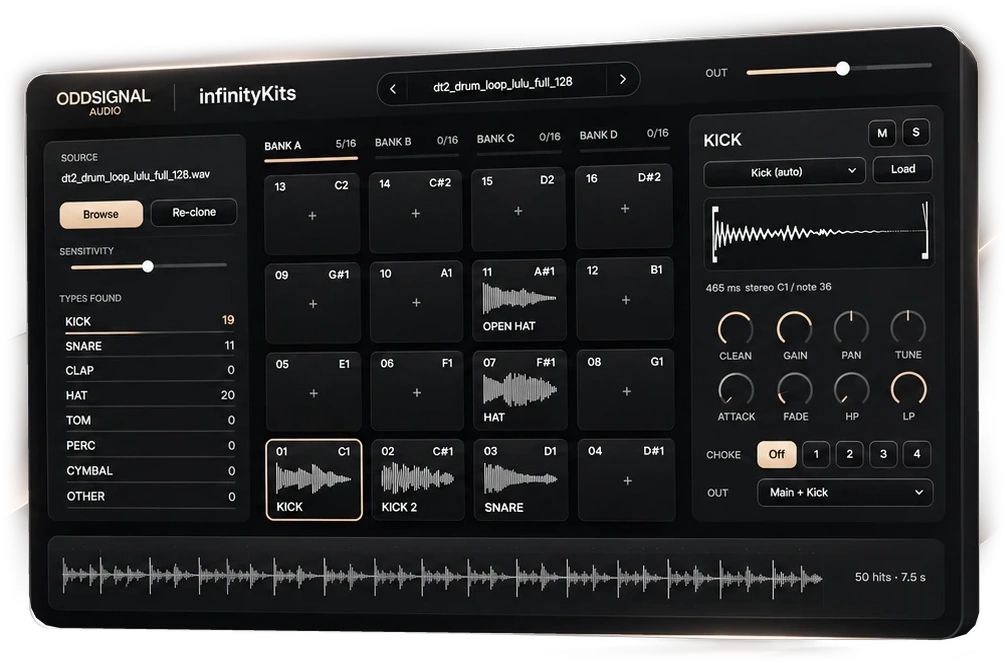 ODDSIGNAL
AUDIO
infinityKits
dt2_drum_loop_lulu_full_128
OUT
SOURCE
dt2_drum_loop_lulu_full_128.wav
Browse
Re-clone
SENSITIVITY
TYPES FOUND
KICK 19
SNARE 11
CLAP 0
HAT 20
TOM 0
PERC 0
CYMBAL 0
OTHER 0
BANK A 5/16
BANK B 0/16
BANK C 0/16
BANK D 0/16
13 C2
14 C#2
15 D2
16 D#2
09 G#1
10 A1
11 A#1
OPEN HAT
12 B1
05 E1
06 F1
07 F#1
HAT
08 G1
01 C1
KICK
02 C#1
KICK 2
03 D1
SNARE
04 D#1
KICK
M
S
Kick (auto)
Load
465 ms stereo C1 / note 36
CLEAN GAIN PAN TUNE
ATTACK FADE HP LP
CHOKE Off 1 2 3 4
OUT Main + Kick
50 hits · 7.5 s